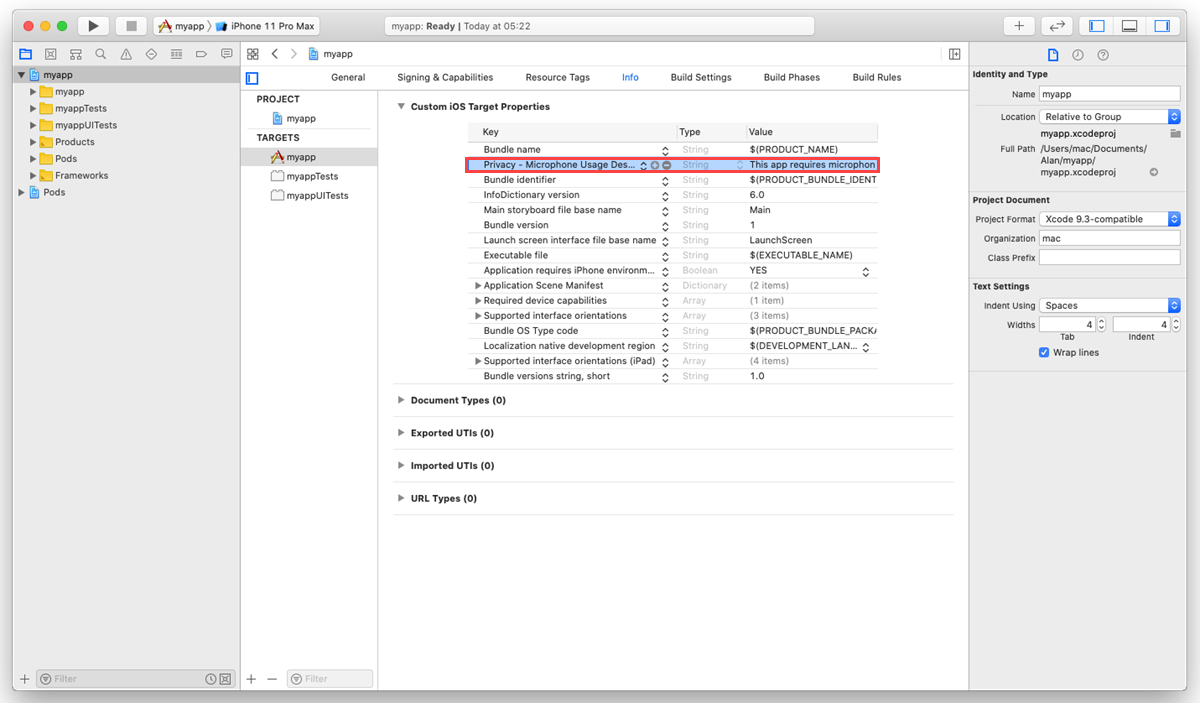 myapp 〉 iPhone 11 Pro Max
myapp: Ready | Today at 05:22
myapp
General Signing & Capabilities Resource Tags Info Build Settings Build Phases Build Rules
myapp
myapp
myappTests
myappUITests
Products
Pods
Frameworks
Pods
Filter
PROJECT
myapp
TARGETS
myapp
myappTests
myappUITests
Filter
Custom iOS Target Properties
Key Type Value
Bundle name String $(PRODUCT_NAME)
Privacy - Microphone Usage Des... String This app requires microphon
Bundle identifier String $(PRODUCT_BUNDLE_IDENT
InfoDictionary version String 6.0
Main storyboard file base name String Main
Bundle version String 1
Launch screen interface file base name String LaunchScreen
Executable file String $(EXECUTABLE_NAME)
Application requires iPhone environm... Boolean YES
Application Scene Manifest Dictionary (2 items)
Required device capabilities Array (1 item)
Supported interface orientations Array (3 items)
Bundle OS Type code String $(PRODUCT_BUNDLE_PACKA
Localization native development region String $(DEVELOPMENT_LAN...
Supported interface orientations (iPad) Array (4 items)
Bundle versions string, short String 1.0
Document Types (0)
Exported UTIs (0)
Imported UTIs (0)
URL Types (0)
Identity and Type
Name myapp
Location Relative to Group
myapp.xcodeproj
Full Path /Users/mac/Documents/
Alan/myapp/
myapp.xcodeproj
Project Document
Project Format Xcode 9.3-compatible
Organization mac
Class Prefix
Text Settings
Indent Using Spaces
Widths 4 4
Tab Indent
Wrap lines